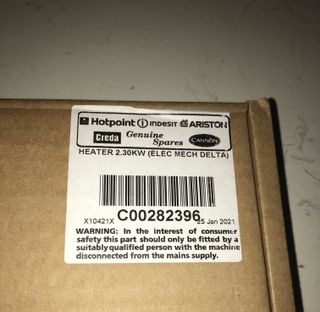 Hotpoint indesit ARISTON
Creda Genuine Spares CANNON
HEATER 2.30KW (ELEC MECH DELTA)
X10421X C00282396 25 Jan 2021
WARNING: In the interest of consumer
safety this part should only be fitted by a
suitably qualified person with the machine
disconnected from the mains supply.